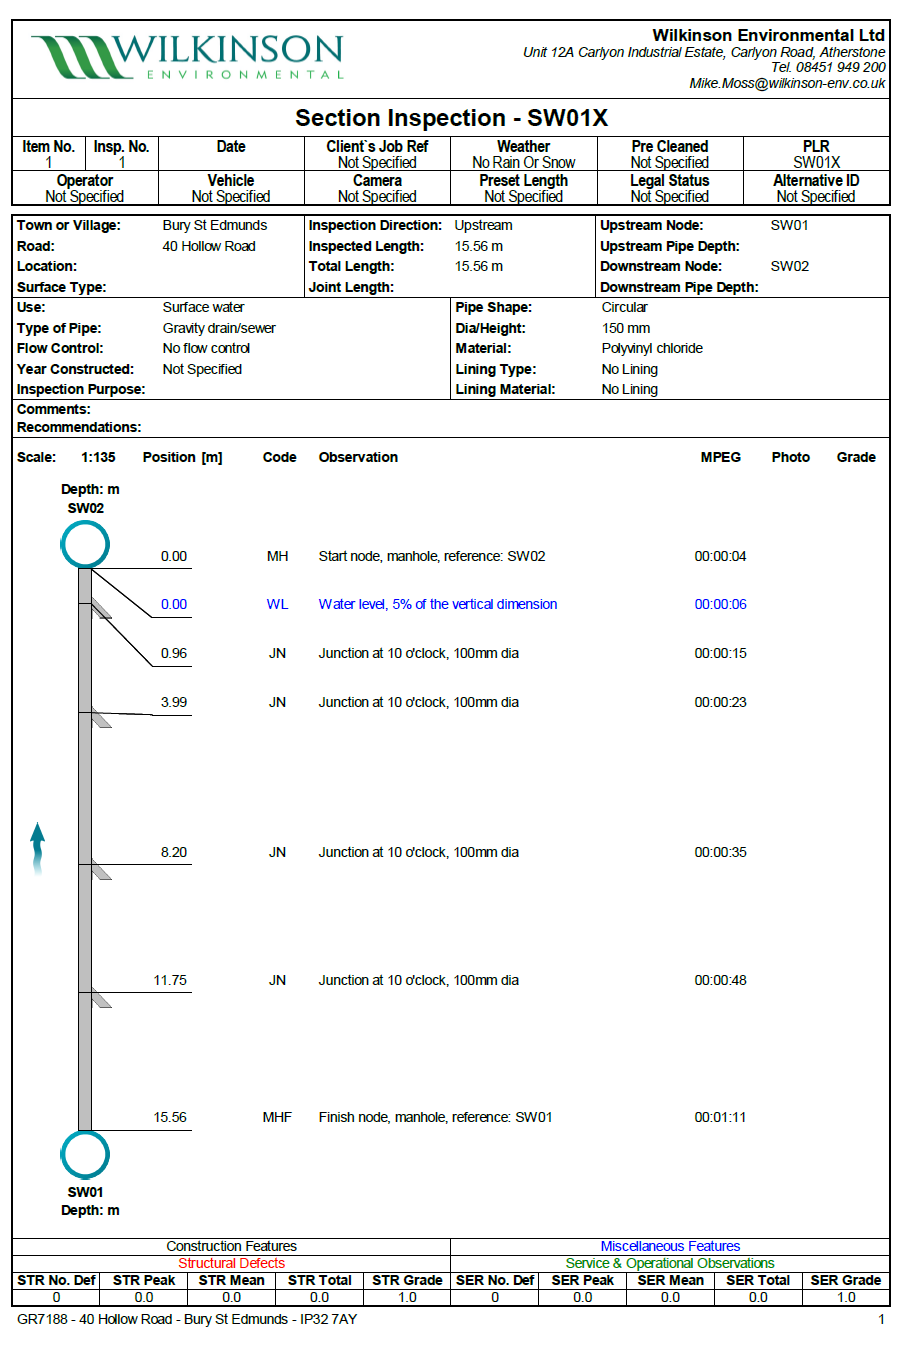 WILKINSON
ENVIRONMENTAL
Wilkinson Environmental Ltd
Unit 12A Carlyon Industrial Estate, Carlyon Road, Atherstone
Tel. 08451 949 200
Mike.Moss@wilkinson-env.co.uk
Section Inspection - SW01X
Item No. Insp. No. Date Client`s Job Ref Weather Pre Cleaned PLR
1 1 Not Specified No Rain Or Snow Not Specified SW01X
Operator Vehicle Camera Preset Length Legal Status Alternative ID
Not Specified Not Specified Not Specified Not Specified Not Specified Not Specified
Town or Village: Bury St Edmunds Inspection Direction: Upstream Upstream Node: SW01
Road: 40 Hollow Road Inspected Length: 15.56 m Upstream Pipe Depth:
Location: Total Length: 15.56 m Downstream Node: SW02
Surface Type: Joint Length: Downstream Pipe Depth:
Use: Surface water Pipe Shape: Circular
Type of Pipe: Gravity drain/sewer Dia/Height: 150 mm
Flow Control: No flow control Material: Polyvinyl chloride
Year Constructed: Not Specified Lining Type: No Lining
Inspection Purpose: Lining Material: No Lining
Comments:
Recommendations:
Scale: 1:135 Position [m] Code Observation MPEG Photo Grade
Depth: m
SW02
0.00 MH Start node, manhole, reference: SW02 00:00:04
0.00 WL Water level, 5% of the vertical dimension 00:00:06
0.96 JN Junction at 10 o'clock, 100mm dia 00:00:15
3.99 JN Junction at 10 o'clock, 100mm dia 00:00:23
8.20 JN Junction at 10 o'clock, 100mm dia 00:00:35
11.75 JN Junction at 10 o'clock, 100mm dia 00:00:48
15.56 MHF Finish node, manhole, reference: SW01 00:01:11
SW01
Depth: m
Construction Features Miscellaneous Features
Structural Defects Service & Operational Observations
STR No. Def STR Peak STR Mean STR Total STR Grade SER No. Def SER Peak SER Mean SER Total SER Grade
0 0.0 0.0 0.0 1.0 0 0.0 0.0 0.0 1.0
GR7188 - 40 Hollow Road - Bury St Edmunds - IP32 7AY 1